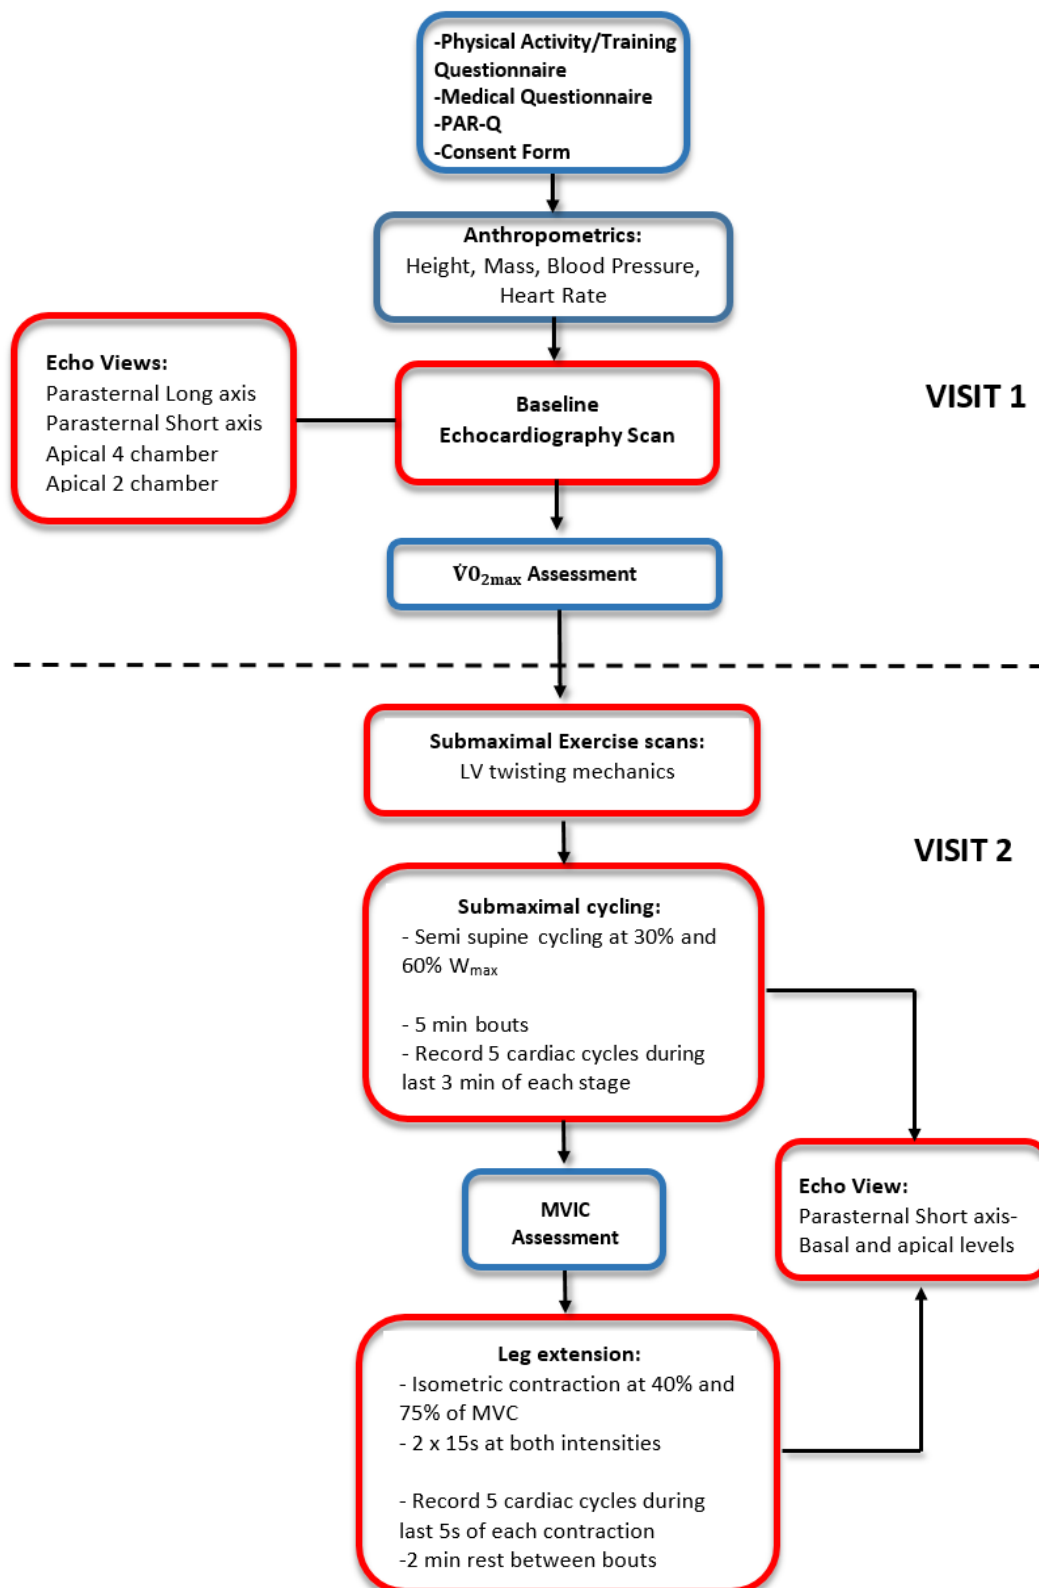 -Physical Activity/Training
Questionnaire
-Medical Questionnaire
-PAR-Q
-Consent Form
Anthropometrics:
Height, Mass, Blood Pressure,
Heart Rate
Echo Views:
Parasternal Long axis
Parasternal Short axis
Apical 4 chamber
Apical 2 chamber
Baseline
Echocardiography Scan
VISIT 1
V̇0₂ₘₐₓ Assessment
Submaximal Exercise scans:
LV twisting mechanics
VISIT 2
Submaximal cycling:
- Semi supine cycling at 30% and
60% Wₘₐₓ
- 5 min bouts
- Record 5 cardiac cycles during
last 3 min of each stage
MVIC
Assessment
Echo View:
Parasternal Short axis-
Basal and apical levels
Leg extension:
- Isometric contraction at 40% and
75% of MVC
- 2 x 15s at both intensities
- Record 5 cardiac cycles during
last 5s of each contraction
-2 min rest between bouts